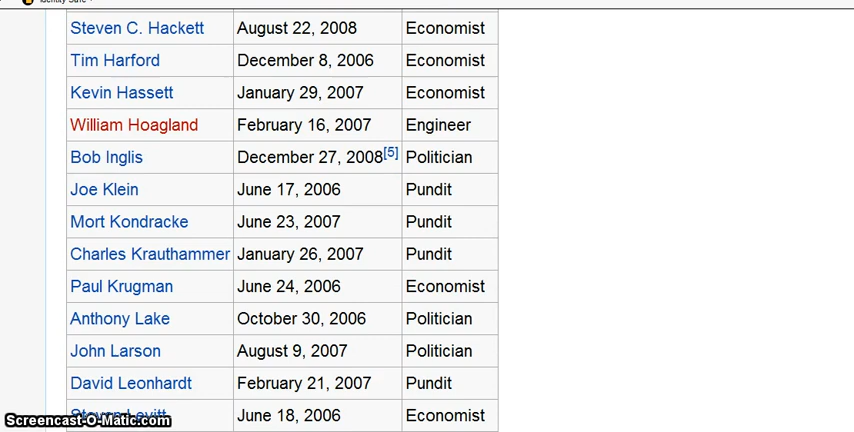 Identity Safe
Steven C. Hackett August 22, 2008 Economist
Tim Harford December 8, 2006 Economist
Kevin Hassett January 29, 2007 Economist
William Hoagland February 16, 2007 Engineer
Bob Inglis December 27, 2008[5] Politician
Joe Klein June 17, 2006 Pundit
Mort Kondracke June 23, 2007 Pundit
Charles Krauthammer January 26, 2007 Pundit
Paul Krugman June 24, 2006 Economist
Anthony Lake October 30, 2006 Politician
John Larson August 9, 2007 Politician
David Leonhardt February 21, 2007 Pundit
Steven Levitt June 18, 2006 Economist
Screencast-O-Matic.com